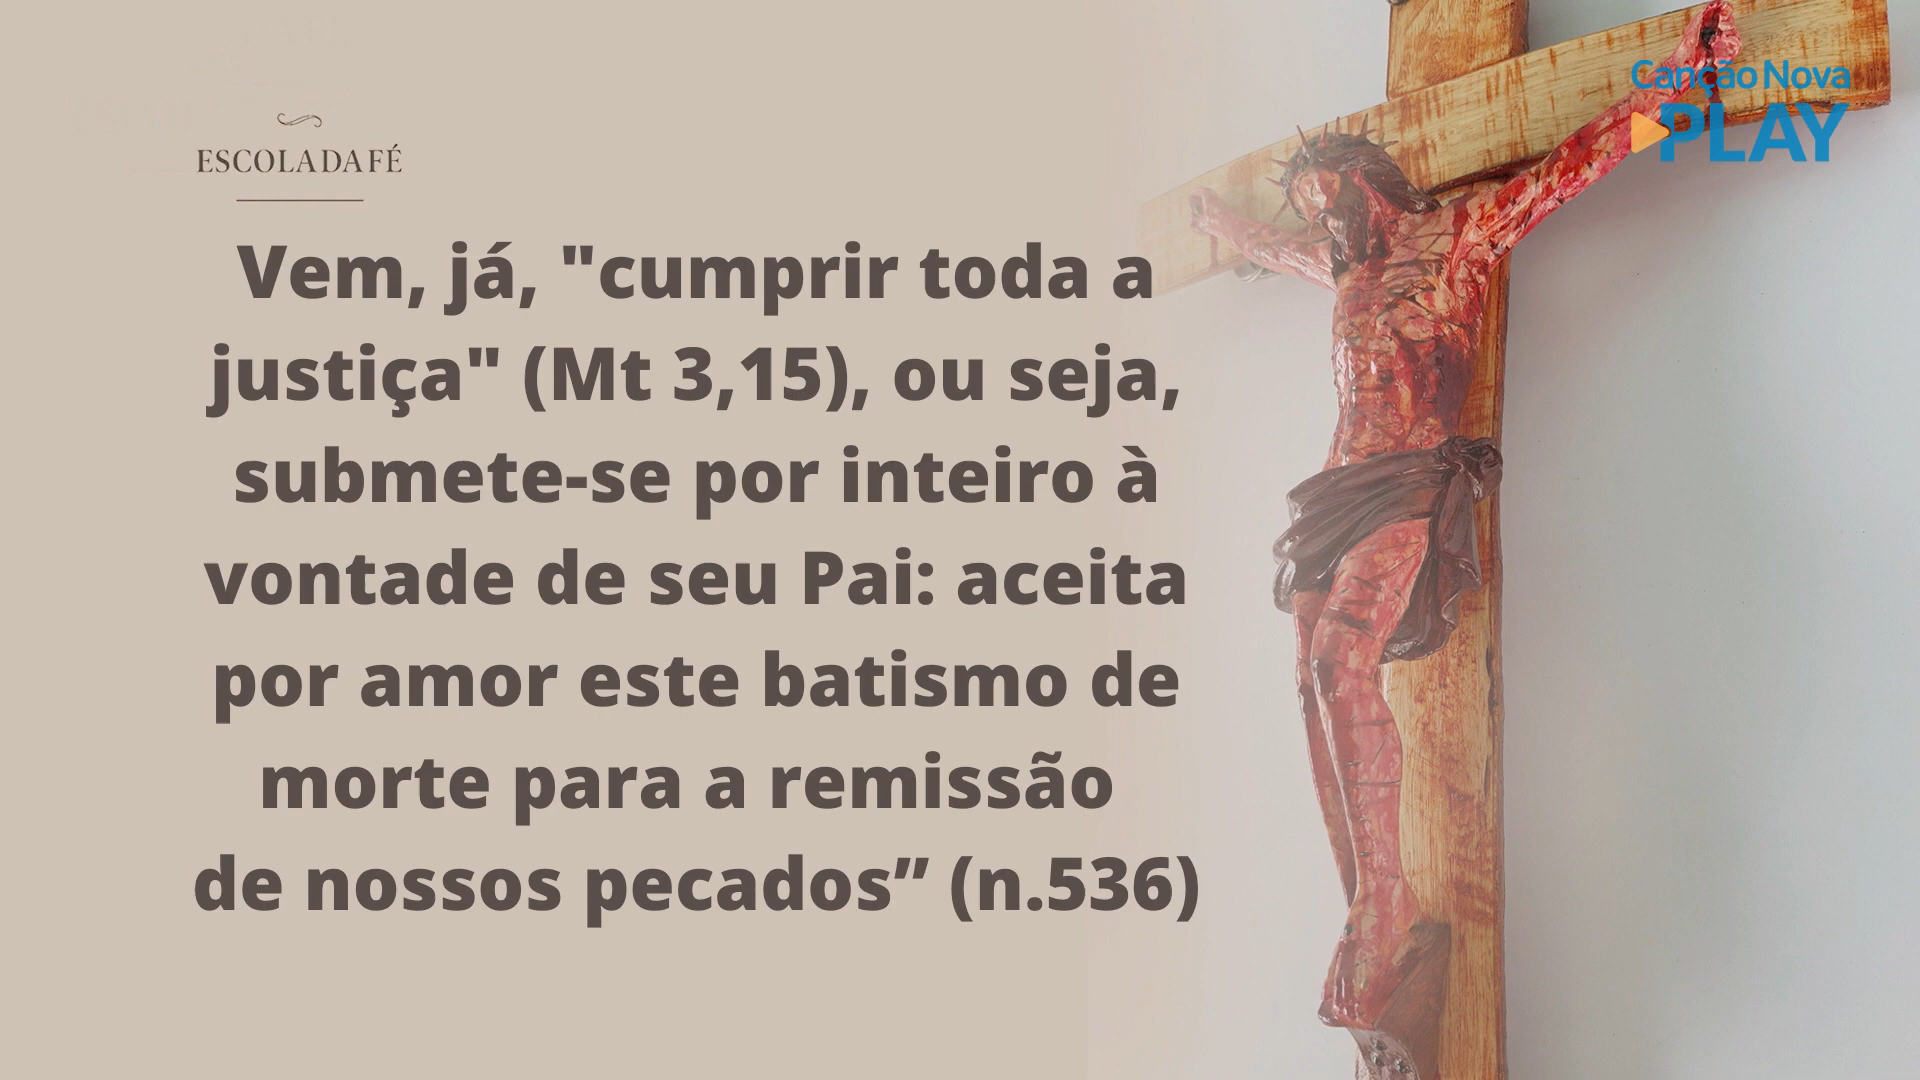 Canção Nova
PLAY
ESCOLADAFÉ
Vem, já, "cumprir toda a
justiça" (Mt 3,15), ou seja,
submete-se por inteiro à
vontade de seu Pai: aceita
por amor este batismo de
morte para a remissão
de nossos pecados” (n.536)